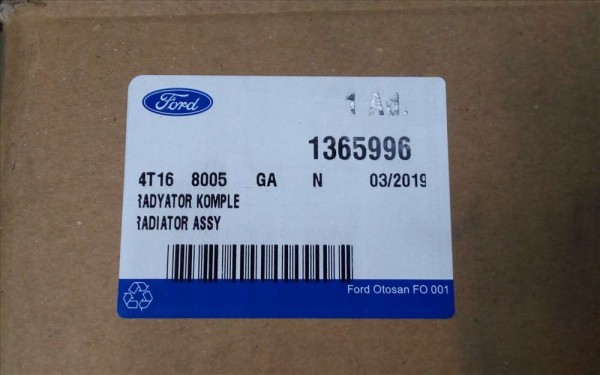 Ford
1 Ad.
1365996
4T16 8005 GA N 03/2019
RADYATOR KOMPLE
RADIATOR ASSY
Ford Otosan FO 001